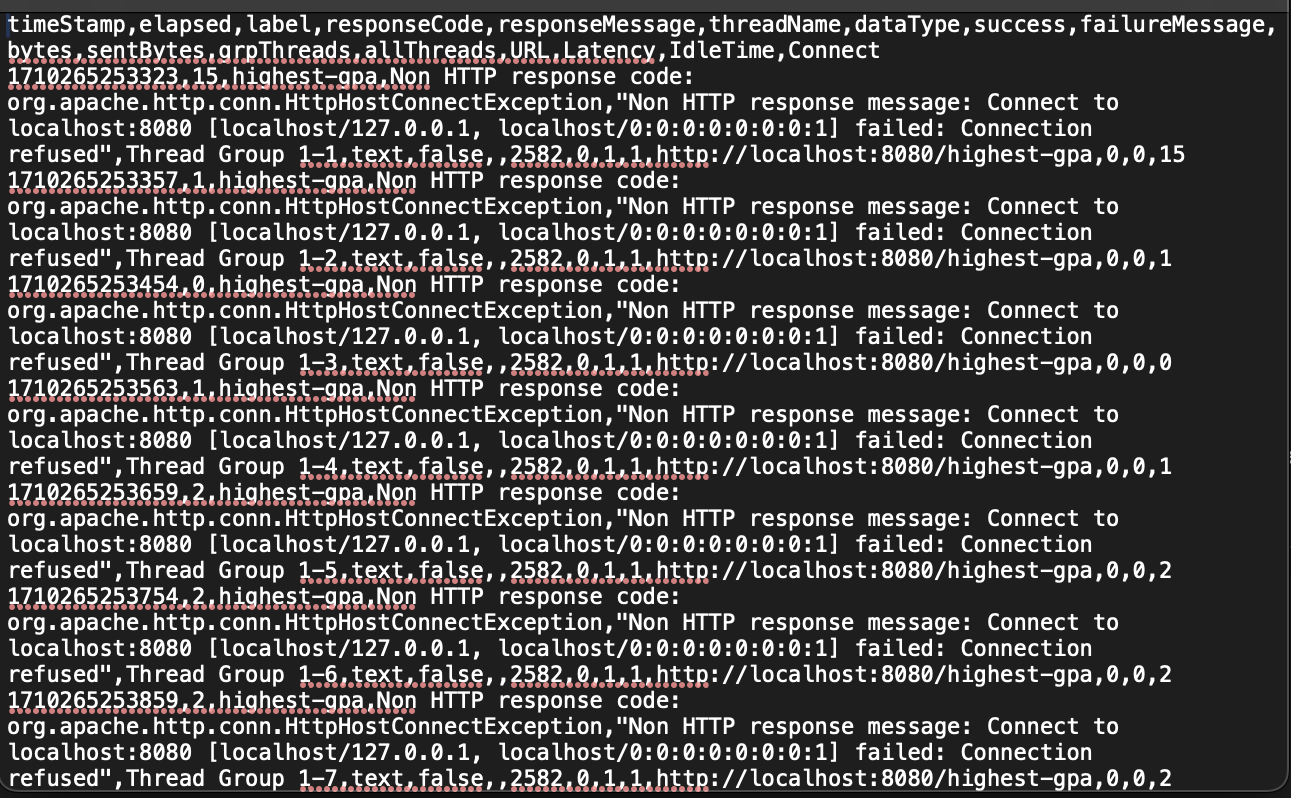 timeStamp,elapsed,label,responseCode,responseMessage,threadName,dataType,success,failureMessage,
bytes,sentBytes,grpThreads,allThreads,URL,Latency,IdleTime,Connect
1710265253323,15,highest-gpa,Non HTTP response code:
org.apache.http.conn.HttpHostConnectException,"Non HTTP response message: Connect to
localhost:8080 [localhost/127.0.0.1, localhost/0:0:0:0:0:0:0:1] failed: Connection
refused",Thread Group 1-1,text,false,,2582,0,1,1,http://localhost:8080/highest-gpa,0,0,15
1710265253357,1,highest-gpa,Non HTTP response code:
org.apache.http.conn.HttpHostConnectException,"Non HTTP response message: Connect to
localhost:8080 [localhost/127.0.0.1, localhost/0:0:0:0:0:0:0:1] failed: Connection
refused",Thread Group 1-2,text,false,,2582,0,1,1,http://localhost:8080/highest-gpa,0,0,1
1710265253454,0,highest-gpa,Non HTTP response code:
org.apache.http.conn.HttpHostConnectException,"Non HTTP response message: Connect to
localhost:8080 [localhost/127.0.0.1, localhost/0:0:0:0:0:0:0:1] failed: Connection
refused",Thread Group 1-3,text,false,,2582,0,1,1,http://localhost:8080/highest-gpa,0,0,0
1710265253563,1,highest-gpa,Non HTTP response code:
org.apache.http.conn.HttpHostConnectException,"Non HTTP response message: Connect to
localhost:8080 [localhost/127.0.0.1, localhost/0:0:0:0:0:0:0:1] failed: Connection
refused",Thread Group 1-4,text,false,,2582,0,1,1,http://localhost:8080/highest-gpa,0,0,1
1710265253659,2,highest-gpa,Non HTTP response code:
org.apache.http.conn.HttpHostConnectException,"Non HTTP response message: Connect to
localhost:8080 [localhost/127.0.0.1, localhost/0:0:0:0:0:0:0:1] failed: Connection
refused",Thread Group 1-5,text,false,,2582,0,1,1,http://localhost:8080/highest-gpa,0,0,2
1710265253754,2,highest-gpa,Non HTTP response code:
org.apache.http.conn.HttpHostConnectException,"Non HTTP response message: Connect to
localhost:8080 [localhost/127.0.0.1, localhost/0:0:0:0:0:0:0:1] failed: Connection
refused",Thread Group 1-6,text,false,,2582,0,1,1,http://localhost:8080/highest-gpa,0,0,2
1710265253859,2,highest-gpa,Non HTTP response code:
org.apache.http.conn.HttpHostConnectException,"Non HTTP response message: Connect to
localhost:8080 [localhost/127.0.0.1, localhost/0:0:0:0:0:0:0:1] failed: Connection
refused",Thread Group 1-7,text,false,,2582,0,1,1,http://localhost:8080/highest-gpa,0,0,2